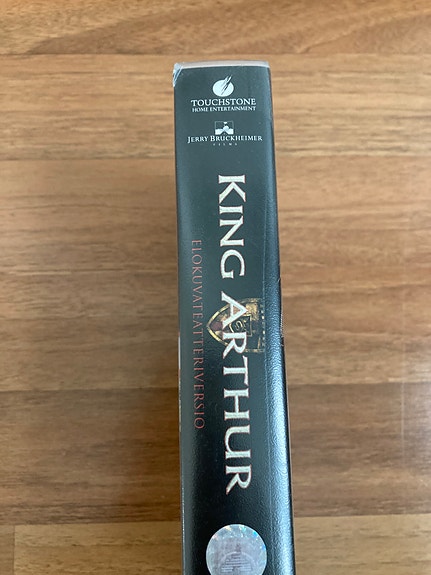 TOUCHSTONE
HOME ENTERTAINMENT
JERRY BRUCKHEIMER
FILMS
KING ARTHUR
ELOKUVATEATTERIVERSIO